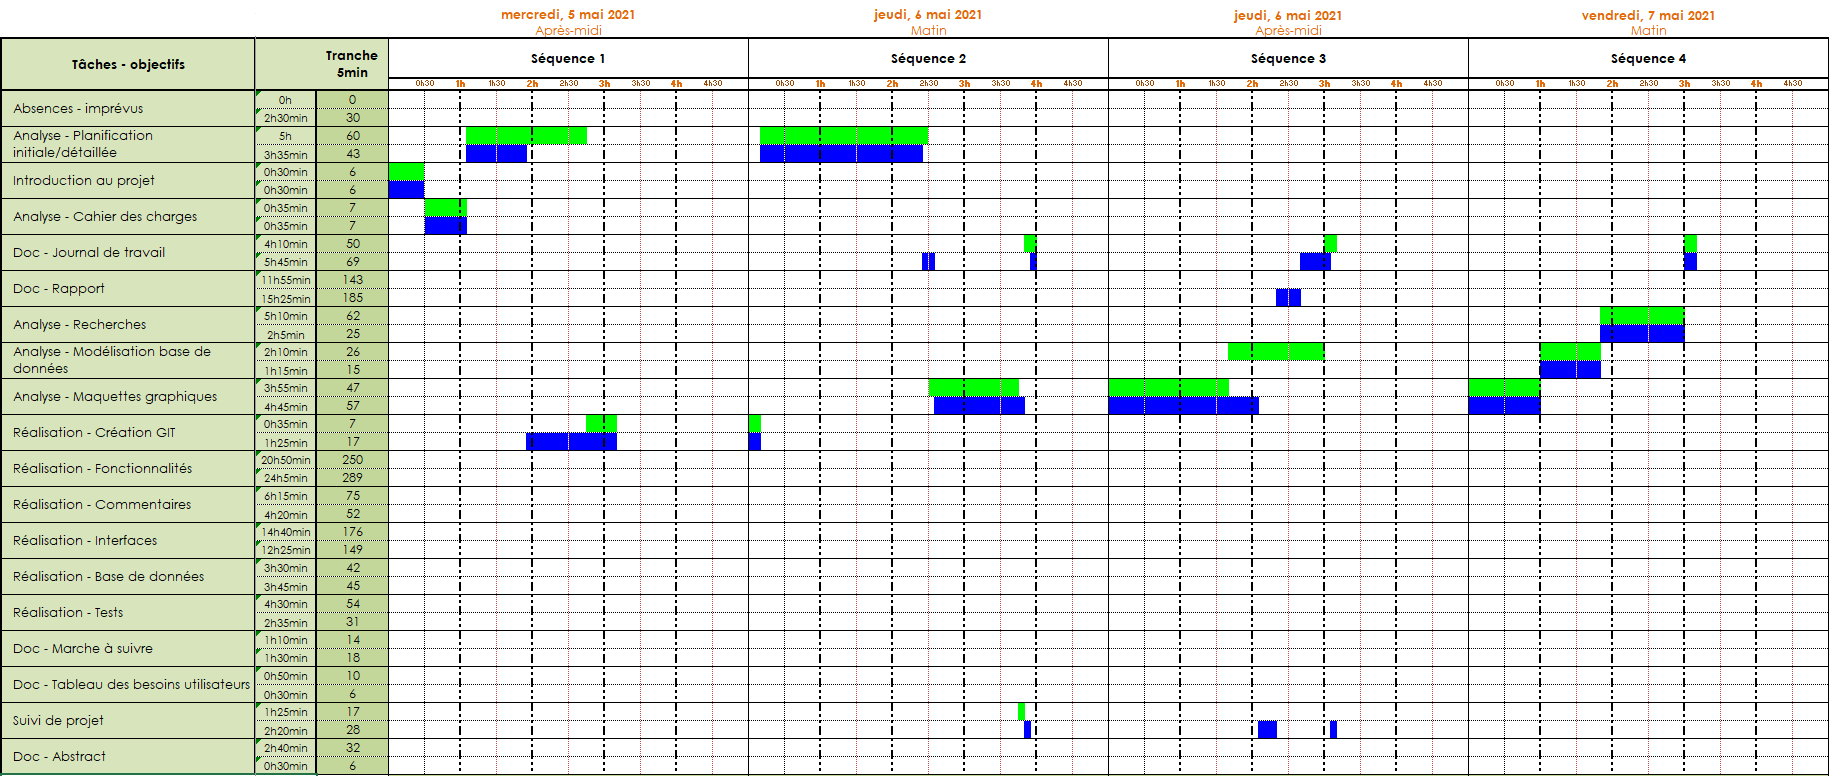 mercredi, 5 mai 2021 jeudi, 6 mai 2021 jeudi, 6 mai 2021 vendredi, 7 mai 2021
Après-midi Matin Après-midi Matin
Tâches - objectifs Tranche 5min Séquence 1 Séquence 2 Séquence 3 Séquence 4
0h30 1h 1h30 2h 2h30 3h 3h30 4h 4h30 0h30 1h 1h30 2h 2h30 3h 3h30 4h 4h30 0h30 1h 1h30 2h 2h30 3h 3h30 4h 4h30 0h30 1h 1h30 2h 2h30 3h 3h30 4h 4h30
Absences - imprévus
0h 0
2h30min 30
Analyse - Planification
initiale/détaillée
5h 60
3h35min 43
Introduction au projet
0h30min 6
0h30min 6
Analyse - Cahier des charges
0h35min 7
0h35min 7
Doc - Journal de travail
4h10min 50
5h45min 69
Doc - Rapport
11h55min 143
15h25min 185
Analyse - Recherches
5h10min 62
2h5min 25
Analyse - Modélisation base de
données
2h10min 26
1h15min 15
Analyse - Maquettes graphiques
3h55min 47
4h45min 57
Réalisation - Création GIT
0h35min 7
1h25min 17
Réalisation - Fonctionnalités
20h50min 250
24h5min 289
Réalisation - Commentaires
6h15min 75
4h20min 52
Réalisation - Interfaces
14h40min 176
12h25min 149
Réalisation - Base de données
3h30min 42
3h45min 45
Réalisation - Tests
4h30min 54
2h35min 31
Doc - Marche à suivre
1h10min 14
1h30min 18
Doc - Tableau des besoins utilisateurs
0h50min 10
0h30min 6
Suivi de projet
1h25min 17
2h20min 28
Doc - Abstract
2h40min 32
0h30min 6